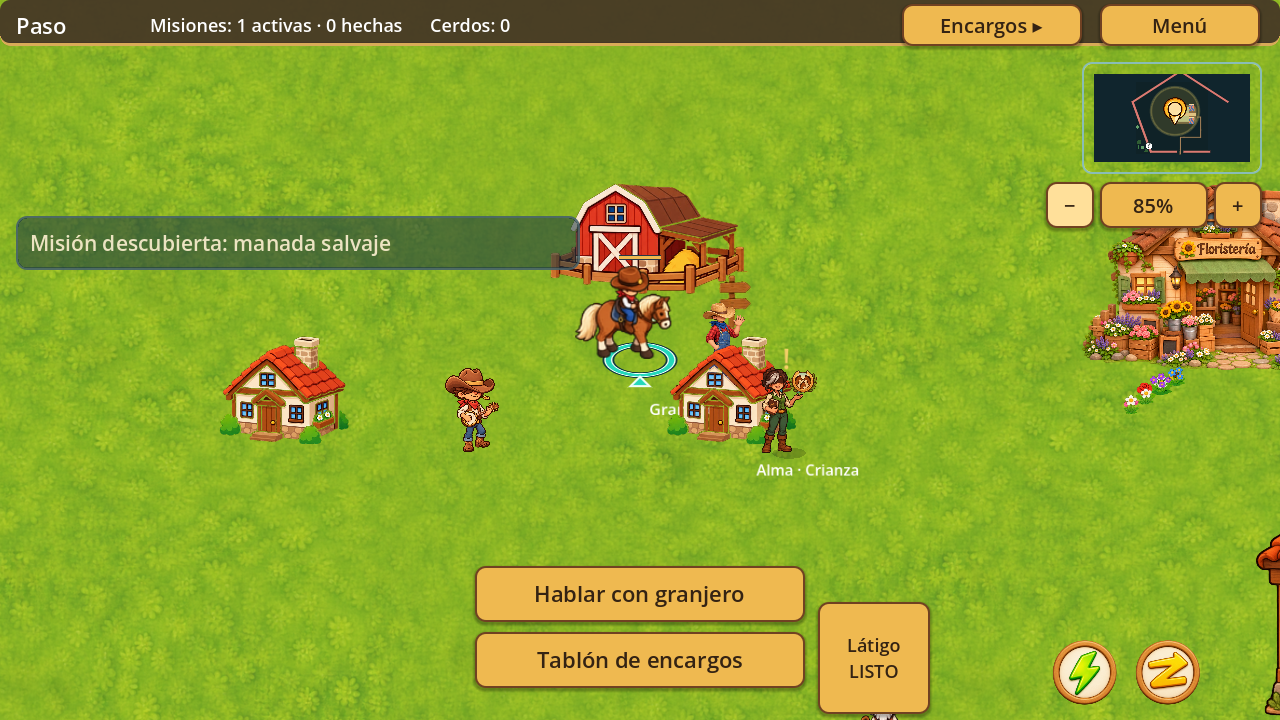 Paso
Misiones: 1 activas · 0 hechas
Cerdos: 0
Encargos ▸
Menú
−
85%
+
Misión descubierta: manada salvaje
Floristería
Alma · Crianza
Hablar con granjero
Tablón de encargos
Látigo
LISTO